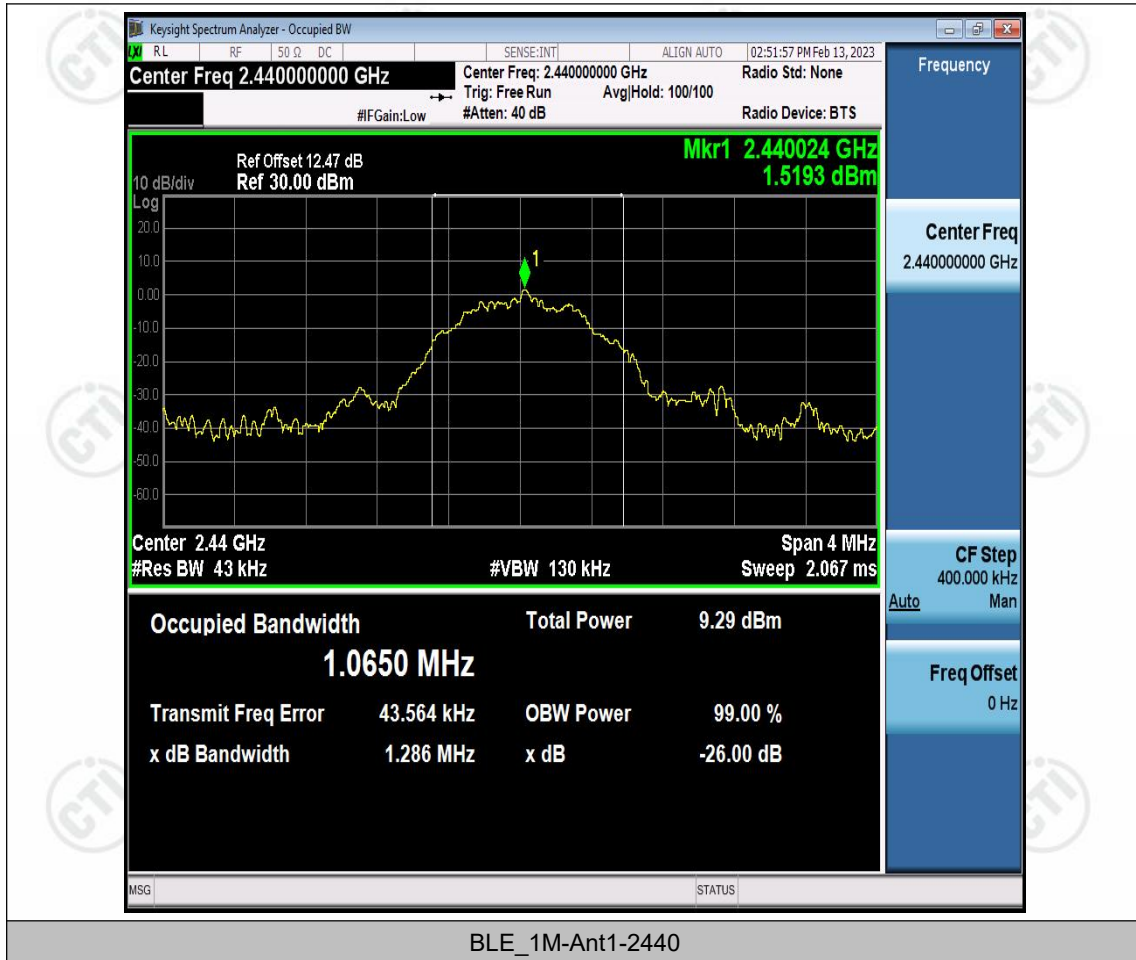 Keysight Spectrum Analyzer - Occupied BW
LXI RL RF 50 Ω DC SENSE:INT ALIGN AUTO 02:51:57 PM Feb 13, 2023
Center Freq 2.440000000 GHz
Center Freq: 2.440000000 GHz
Radio Std: None
Trig: Free Run Avg|Hold: 100/100
#IFGain:Low
#Atten: 40 dB
Radio Device: BTS
Frequency
Mkr1 2.440024 GHz
1.5193 dBm
Ref Offset 12.47 dB
10 dB/div Ref 30.00 dBm
Log
20.0
10.0
0.00
-10.0
-20.0
-30.0
-40.0
-50.0
-60.0
1
Center 2.44 GHz Span 4 MHz
#Res BW 43 kHz #VBW 130 kHz Sweep 2.067 ms
Center Freq
2.440000000 GHz
CF Step
400.000 kHz
Auto Man
Freq Offset
0 Hz
Occupied Bandwidth Total Power 9.29 dBm
1.0650 MHz
Transmit Freq Error 43.564 kHz OBW Power 99.00 %
x dB Bandwidth 1.286 MHz x dB -26.00 dB
MSG STATUS
BLE_1M-Ant1-2440
CTI
CTI
CTI
CTI
CTI
CTI